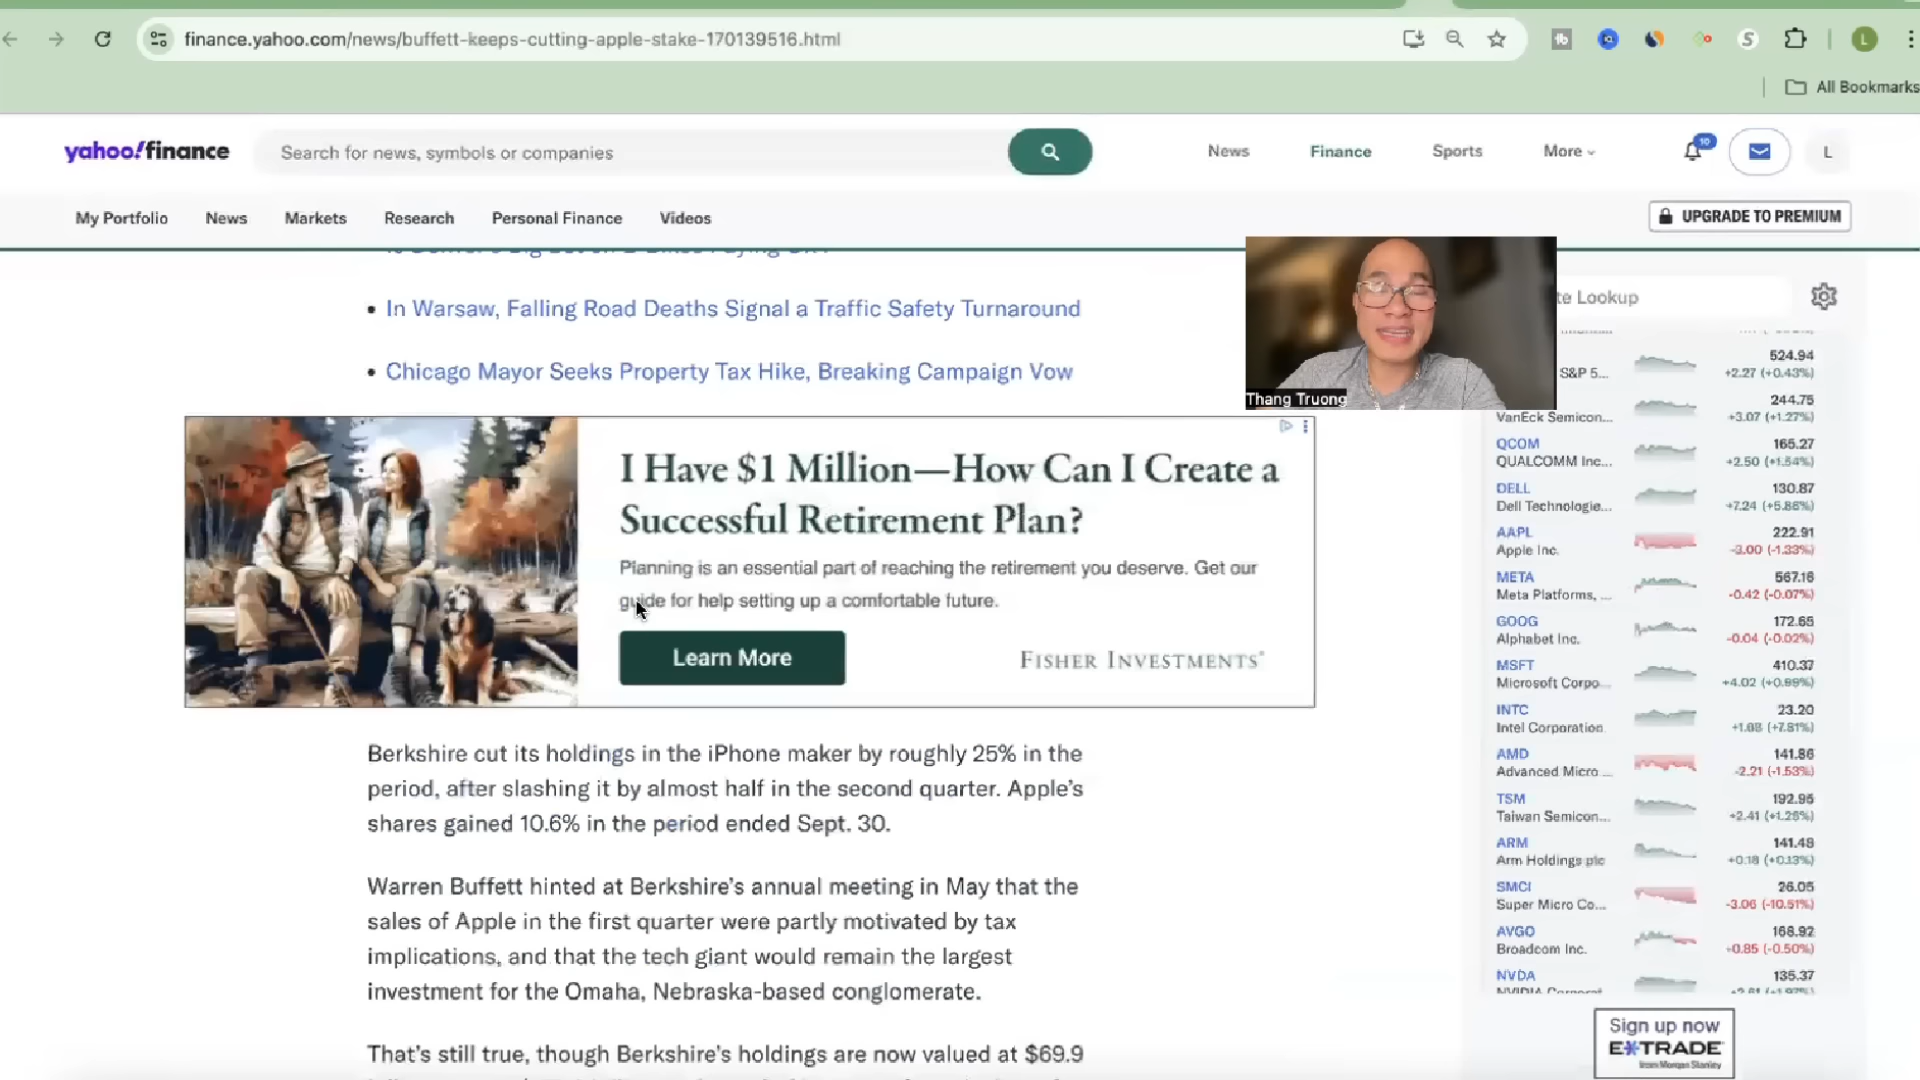 finance.yahoo.com/news/buffett-keeps-cutting-apple-stake-170139516.html
L
All Bookmarks
yahoo!finance
Search for news, symbols or companies
News
Finance
Sports
More
10
L
My Portfolio
News
Markets
Research
Personal Finance
Videos
UPGRADE TO PREMIUM
In Warsaw, Falling Road Deaths Signal a Traffic Safety Turnaround
Chicago Mayor Seeks Property Tax Hike, Breaking Campaign Vow
Thang Truong
I Have $1 Million—How Can I Create a
Successful Retirement Plan?
Planning is an essential part of reaching the retirement you deserve. Get our
guide for help setting up a comfortable future.
Learn More
FISHER INVESTMENTS
Berkshire cut its holdings in the iPhone maker by roughly 25% in the
period, after slashing it by almost half in the second quarter. Apple's
shares gained 10.6% in the period ended Sept. 30.
Warren Buffett hinted at Berkshire's annual meeting in May that the
sales of Apple in the first quarter were partly motivated by tax
implications, and that the tech giant would remain the largest
investment for the Omaha, Nebraska-based conglomerate.
That's still true, though Berkshire's holdings are now valued at $69.9
Lookup
524.94
S&P 5... +2.27 (+0.43%)
244.75
VanEck Semicon... +3.07 (+1.27%)
QCOM 165.27
QUALCOMM Inc... +2.50 (+1.54%)
DELL 130.87
Dell Technologie... +7.24 (+5.86%)
AAPL 222.91
Apple Inc. -3.00 (-1.33%)
META 567.16
Meta Platforms, ... -0.42 (-0.07%)
GOOG 172.65
Alphabet Inc. -0.04 (-0.02%)
MSFT 410.37
Microsoft Corpo... +4.02 (+0.99%)
INTC 23.20
Intel Corporation +1.68 (+7.81%)
AMD 141.86
Advanced Micro ... -2.21 (-1.53%)
TSM 192.95
Taiwan Semicon... +2.41 (+1.26%)
ARM 141.48
Arm Holdings plc +0.18 (+0.13%)
SMCI 26.05
Super Micro Co... -3.06 (-10.51%)
AVGO 168.92
Broadcom Inc. -0.85 (-0.50%)
NVDA 135.37
Sign up now
E*TRADE
from Morgan Stanley